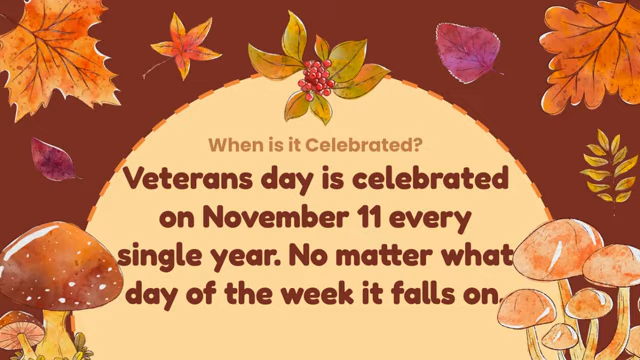 When is it Celebrated?
Veterans day is celebrated
on November 11 every
single year. No matter what
day of the week it falls on.